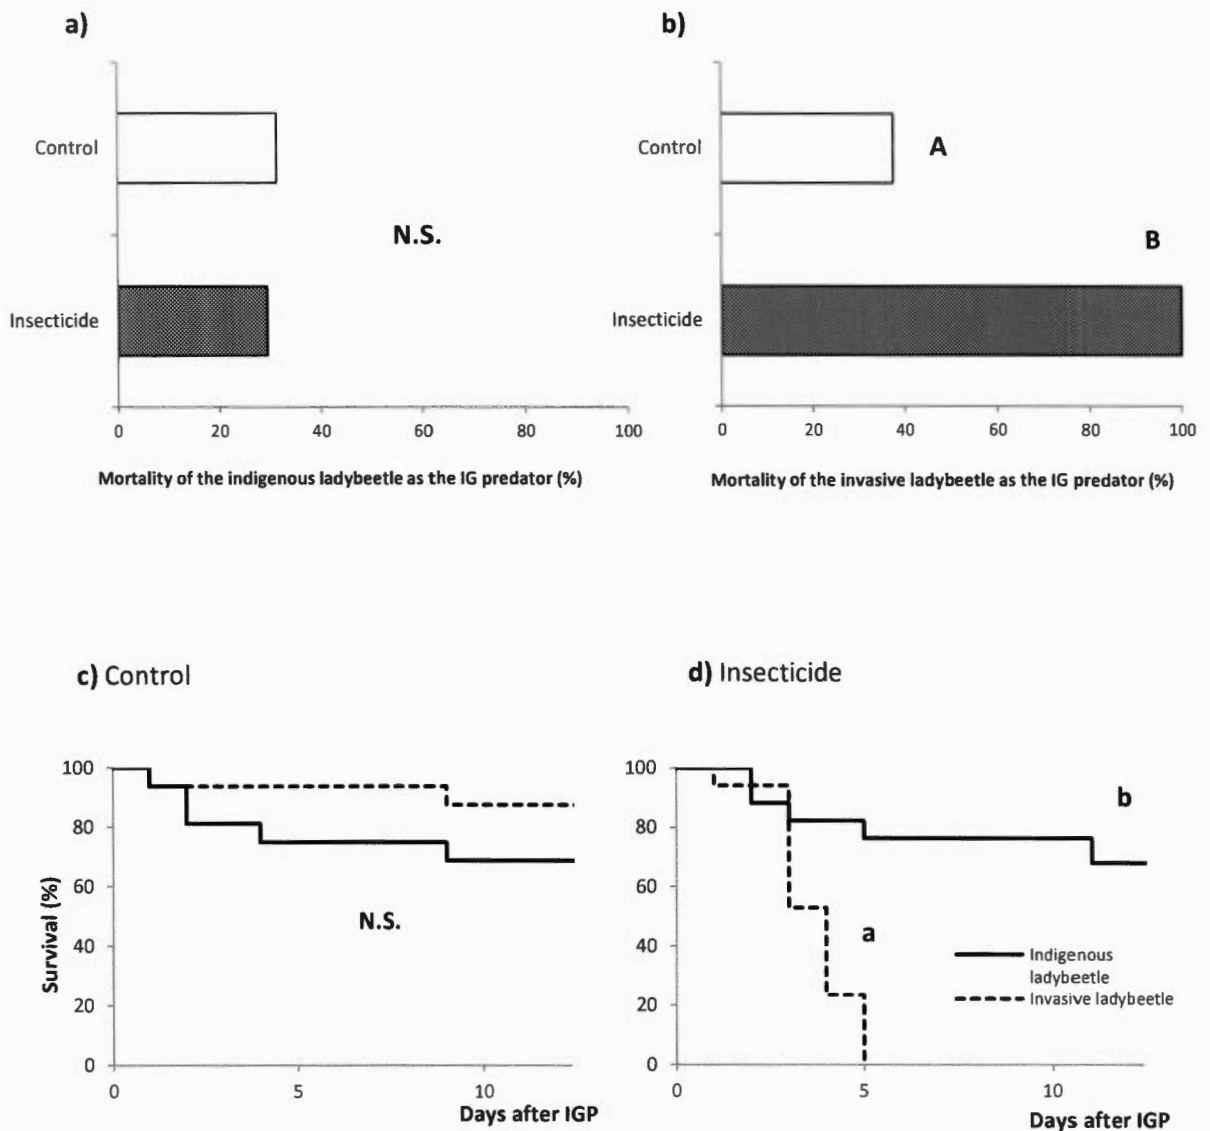 a)
Control
N.S.
Insecticide
0 20 40 60 80 100
Mortality of the indigenous ladybeetle as the IG predator (%)
b)
Control
A
B
Insecticide
0 20 40 60 80 100
Mortality of the invasive ladybeetle as the IG predator (%)
c) Control
100
80
60
40
20
0
Survival (%)
N.S.
0 5 10
Days after IGP
d) Insecticide
100
80
60
40
20
0
b
a
Indigenous
ladybeetle
Invasive ladybeetle
0 5 10
Days after IGP